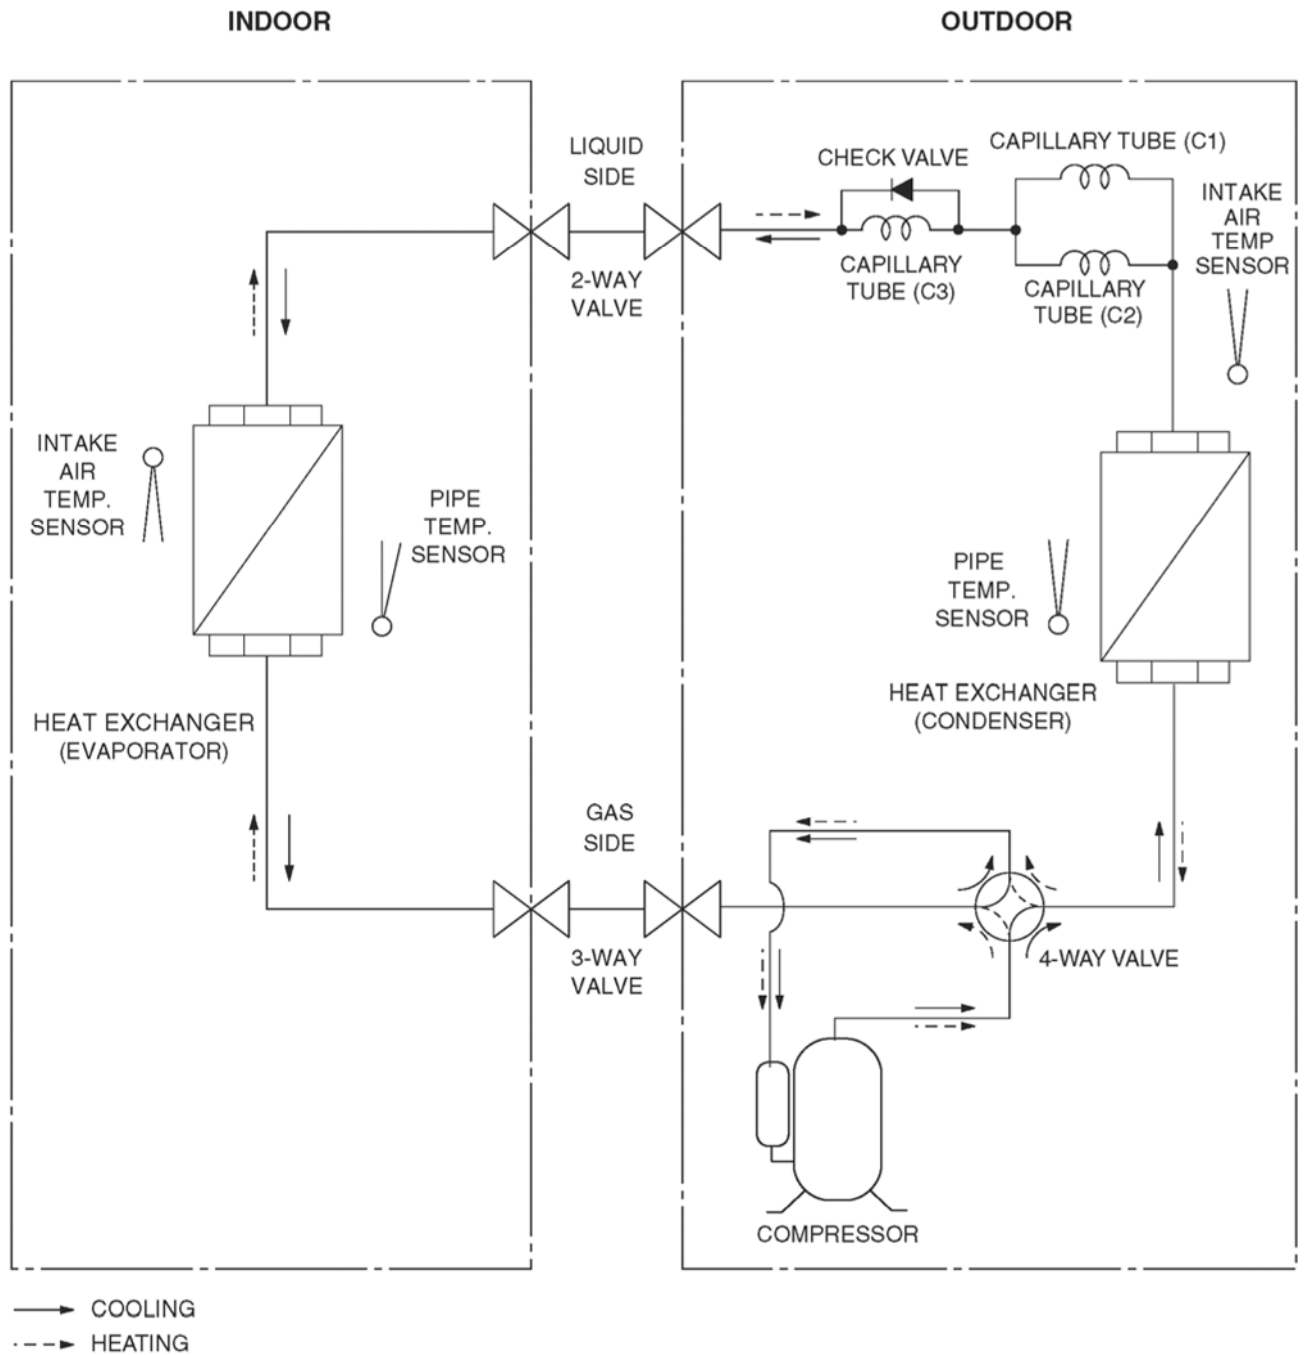 INDOOR
OUTDOOR
LIQUID
SIDE
2-WAY
VALVE
CHECK VALVE
CAPILLARY
TUBE (C3)
CAPILLARY TUBE (C1)
CAPILLARY
TUBE (C2)
INTAKE
AIR
TEMP
SENSOR
INTAKE
AIR
TEMP.
SENSOR
PIPE
TEMP.
SENSOR
PIPE
TEMP.
SENSOR
HEAT EXCHANGER
(EVAPORATOR)
HEAT EXCHANGER
(CONDENSER)
GAS
SIDE
3-WAY
VALVE
4-WAY VALVE
COMPRESSOR
COOLING
HEATING